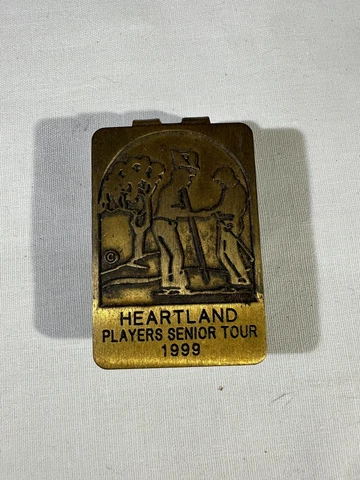 ©
HEARTLAND
PLAYERS SENIOR TOUR
1999